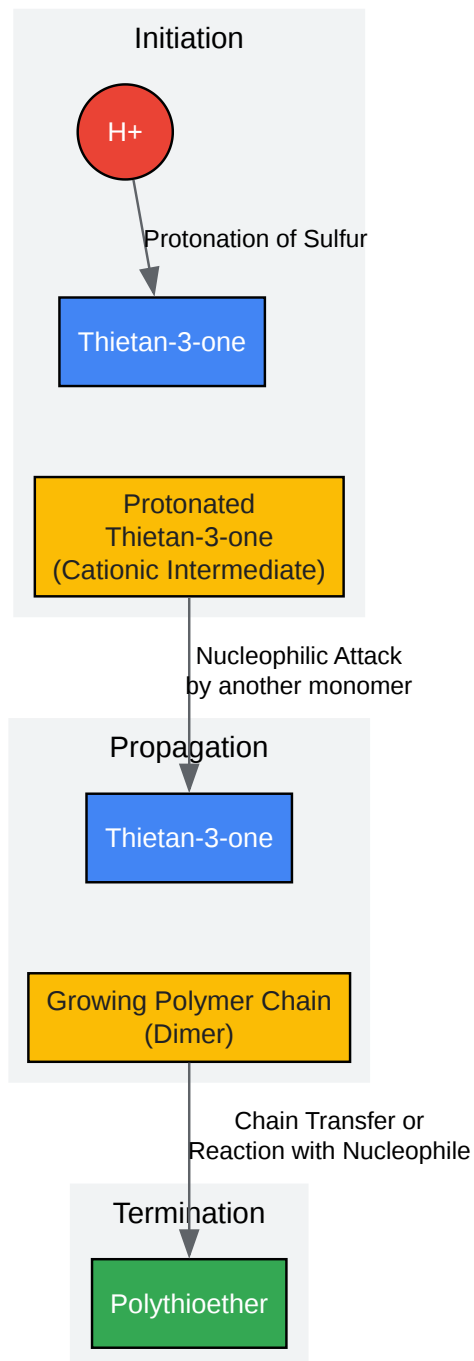 Initiation
H+
Protonation of Sulfur
Thietan-3-one
Protonated
Thietan-3-one
(Cationic Intermediate)
Nucleophilic Attack
by another monomer
Propagation
Thietan-3-one
Growing Polymer Chain
(Dimer)
Chain Transfer or
Reaction with Nucleophile
Termination
Polythioether